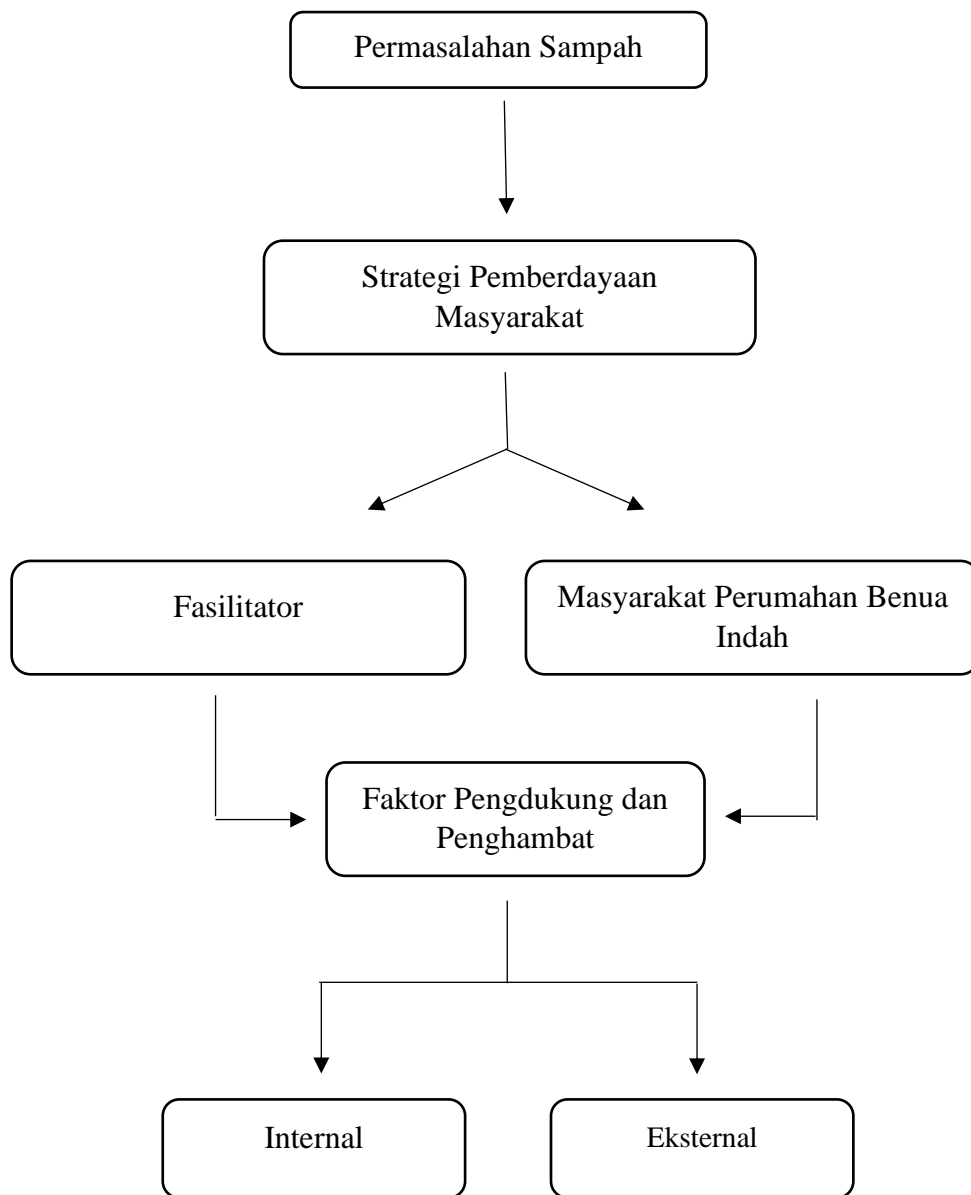 Permasalahan Sampah
Strategi Pemberdayaan
Masyarakat
Fasilitator
Masyarakat Perumahan Benua
Indah
Faktor Pengdukung dan
Penghambat
Internal
Eksternal